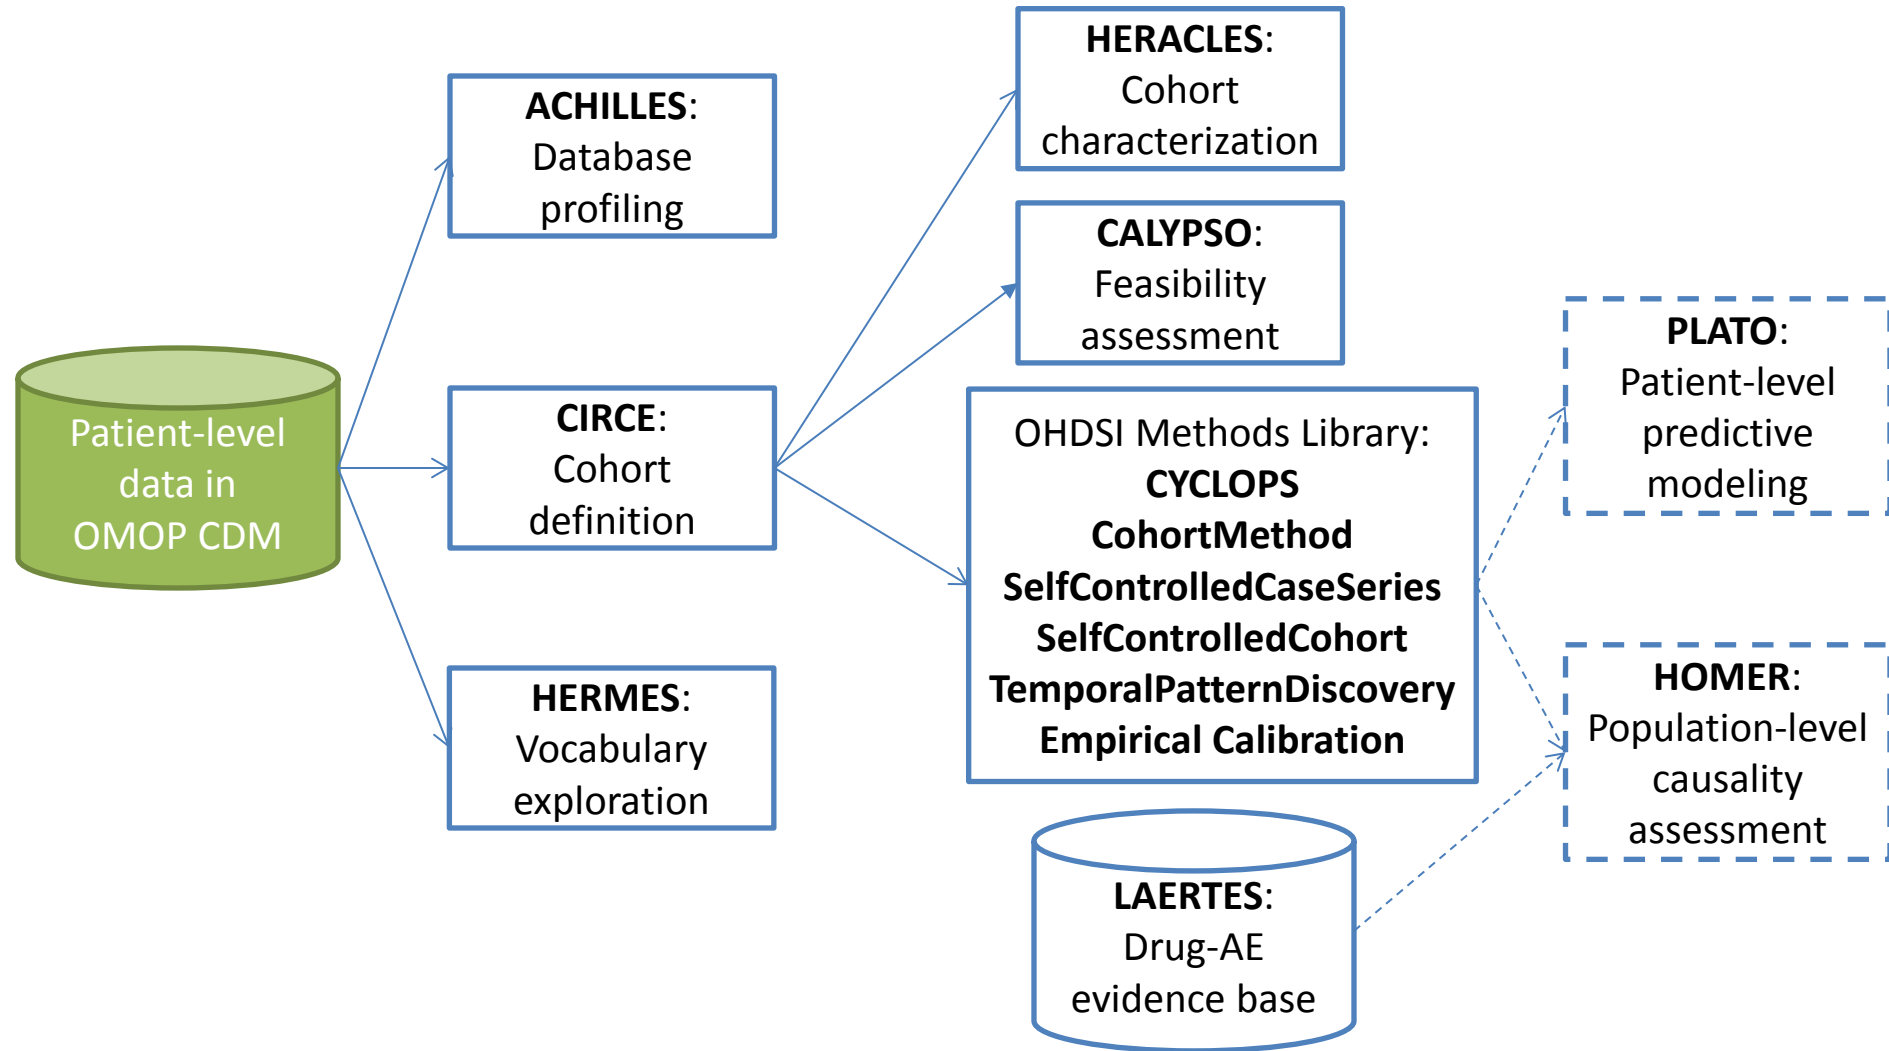 Patient-level
data in
OMOP CDM
ACHILLES:
Database
profiling
CIRCE:
Cohort
definition
HERMES:
Vocabulary
exploration
HERACLES:
Cohort
characterization
CALYPSO:
Feasibility
assessment
OHDSI Methods Library:
CYCLOPS
CohortMethod
SelfControlledCaseSeries
SelfControlledCohort
TemporalPatternDiscovery
Empirical Calibration
LAERTES:
Drug-AE
evidence base
PLATO:
Patient-level
predictive
modeling
HOMER:
Population-level
causality
assessment